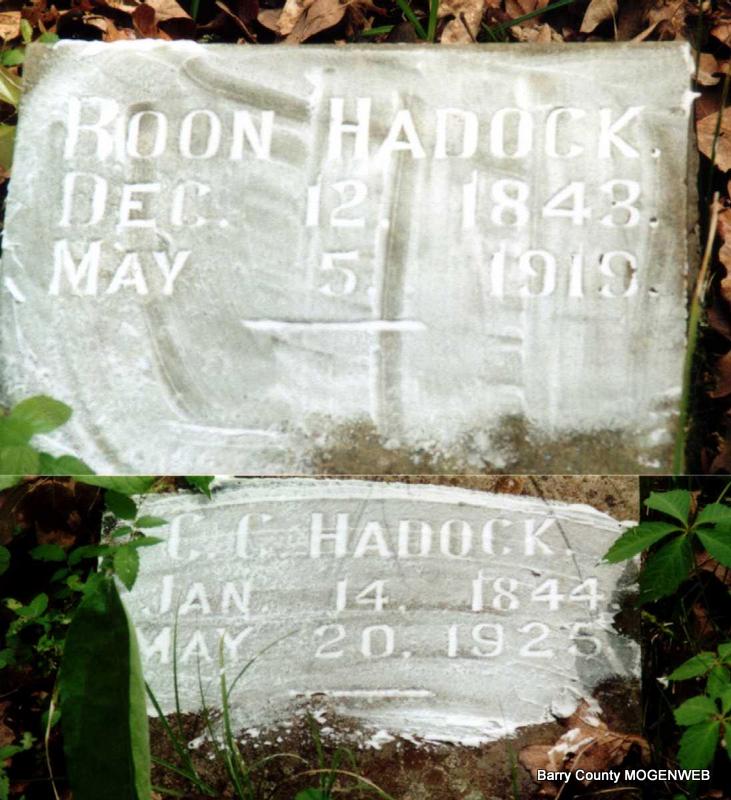 BOON HADOCK.
DEC. 12. 1843.
MAY 5. 1919.
C. C. HADOCK.
JAN. 14. 1844.
MAY 20. 1925
Barry County MOGENWEB